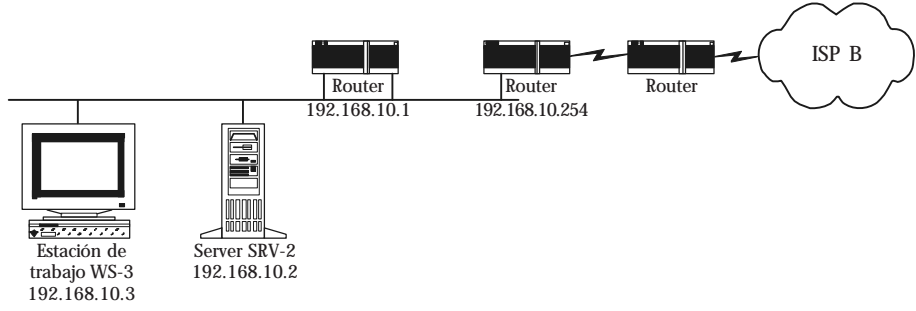 ISP B
Router
192.168.10.1
Router
192.168.10.254
Router
Estación de
trabajo WS-3
192.168.10.3
Server SRV-2
192.168.10.2